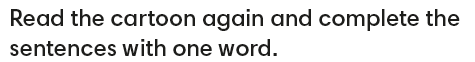 Read the cartoon again and complete the
sentences with one word.